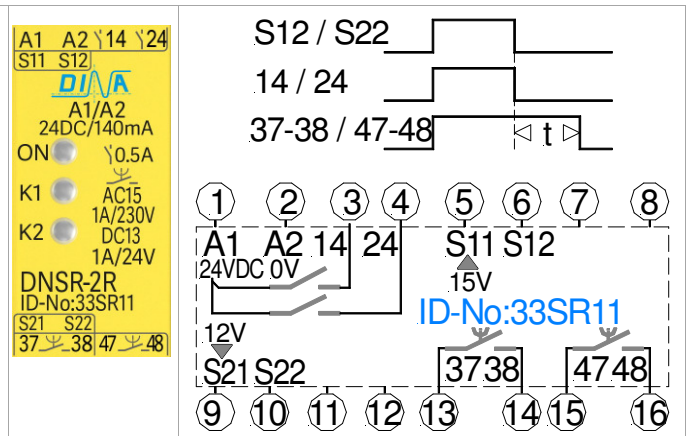 A1 A2 14 24
S11 S12
DINA
A1/A2
24DC/140mA
ON 0.5A
K1 AC15
1A/230V
K2 DC13
1A/24V
DNSR-2R
ID-No:33SR11
S21 S22
37 38 47 48
S12 / S22
14 / 24
37-38 / 47-48 t
1 2 3 4 5 6 7 8
A1 A2 14 24 S11 S12
24VDC 0V
15V
ID-No:33SR11
12V
S21 S22 37 38 47 48
9 10 11 12 13 14 15 16